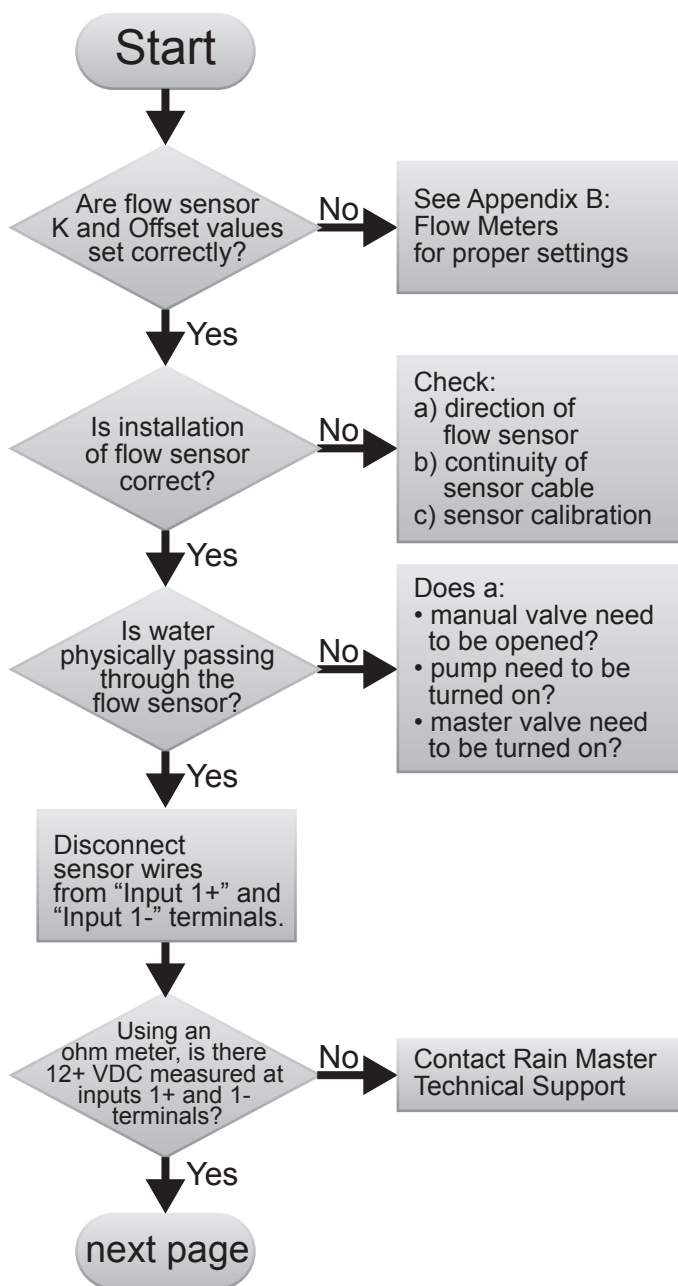 Start
Are flow sensor
K and Offset values
set correctly?
No
See Appendix B:
Flow Meters
for proper settings
Yes
Is installation
of flow sensor
correct?
No
Check:
a) direction of
flow sensor
b) continuity of
sensor cable
c) sensor calibration
Yes
Is water
physically passing
through the
flow sensor?
No
Does a:
• manual valve need
to be opened?
• pump need to be
turned on?
• master valve need
to be turned on?
Yes
Disconnect
sensor wires
from “Input 1+” and
“Input 1-” terminals.
Using an
ohm meter, is there
12+ VDC measured at
inputs 1+ and 1-
terminals?
No
Contact Rain Master
Technical Support
Yes
next page